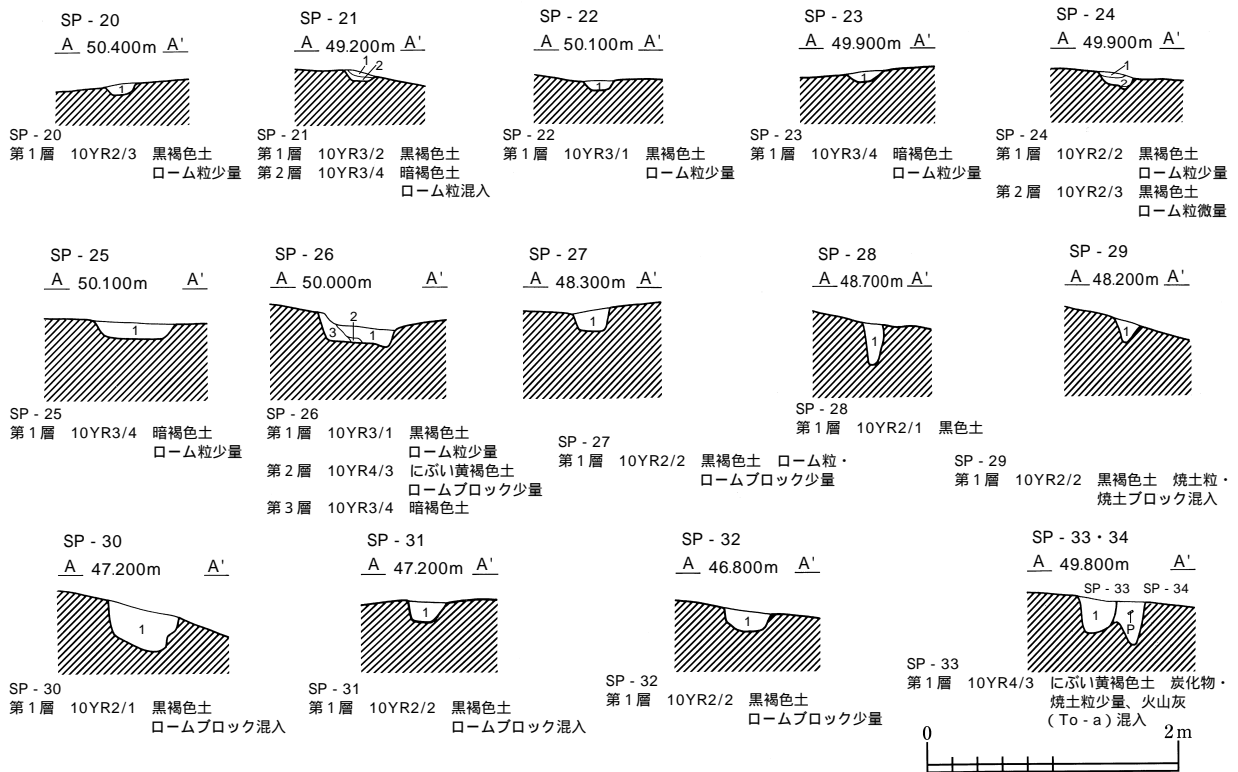 SP - 20
A 50.400m A'
1
SP - 20
第1層 10YR2/3 黒褐色土
ローム粒少量
SP - 21
A 49.200m A'
1
2
SP - 21
第1層 10YR3/2 黒褐色土
第2層 10YR3/4 暗褐色土
ローム粒混入
SP - 22
A 50.100m A'
1
SP - 22
第1層 10YR3/1 黒褐色土
ローム粒少量
SP - 23
A 49.900m A'
1
SP - 23
第1層 10YR3/4 暗褐色土
ローム粒少量
SP - 24
A 49.900m A'
1
2
SP - 24
第1層 10YR2/2 黒褐色土
ローム粒少量
第2層 10YR2/3 黒褐色土
ローム粒微量
SP - 25
A 50.100m A'
1
SP - 25
第1層 10YR3/4 暗褐色土
ローム粒少量
SP - 26
A 50.000m A'
2
3 1
SP - 26
第1層 10YR3/1 黒褐色土
ローム粒少量
第2層 10YR4/3 にぶい黄褐色土
ロームブロック少量
第3層 10YR3/4 暗褐色土
SP - 27
A 48.300m A'
1
SP - 27
第1層 10YR2/2 黒褐色土 ローム粒・
ロームブロック少量
SP - 28
A 48.700m A'
1
SP - 28
第1層 10YR2/1 黒色土
SP - 29
A 48.200m A'
1
SP - 29
第1層 10YR2/2 黒褐色土 焼土粒・
焼土ブロック混入
SP - 30
A 47.200m A'
1
SP - 30
第1層 10YR2/1 黒褐色土
ロームブロック混入
SP - 31
A 47.200m A'
1
SP - 31
第1層 10YR2/2 黒褐色土
ロームブロック混入
SP - 32
A 46.800m A'
1
SP - 32
第1層 10YR2/2 黒褐色土
ロームブロック少量
SP - 33・34
A 49.800m A'
SP - 33 SP - 34
1 1
P
SP - 33
第1層 10YR4/3 にぶい黄褐色土 炭化物・
焼土粒少量、火山灰
(To - a) 混入
0 2m